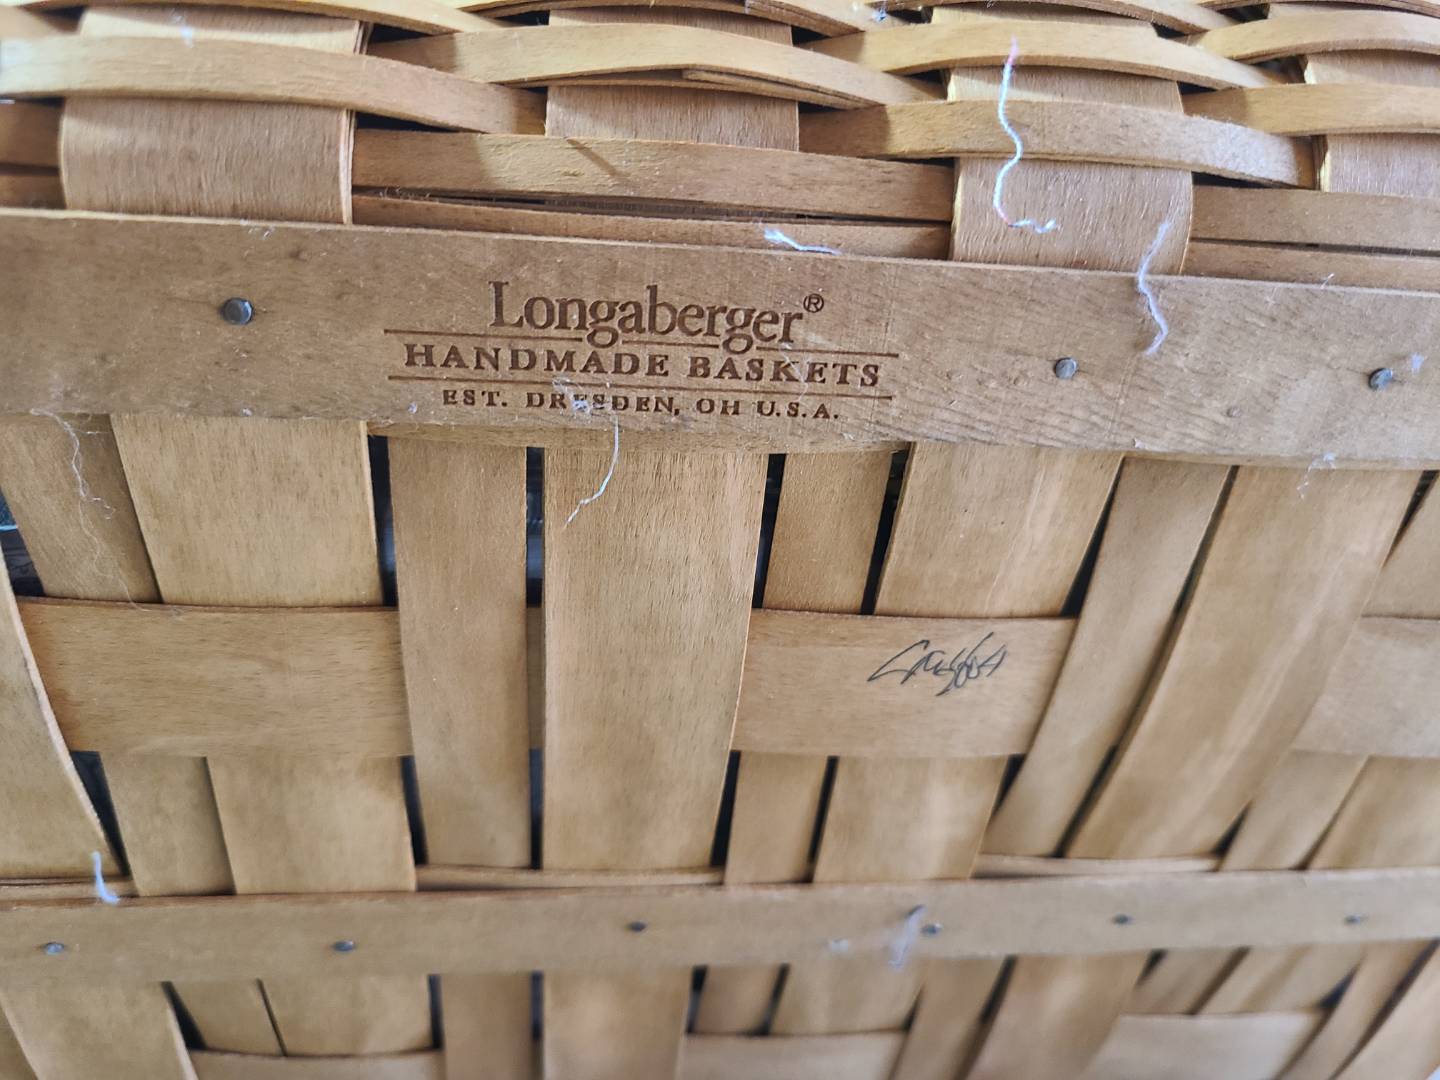 Longaberger®
HANDMADE BASKETS
EST. DRESDEN, OH U.S.A.